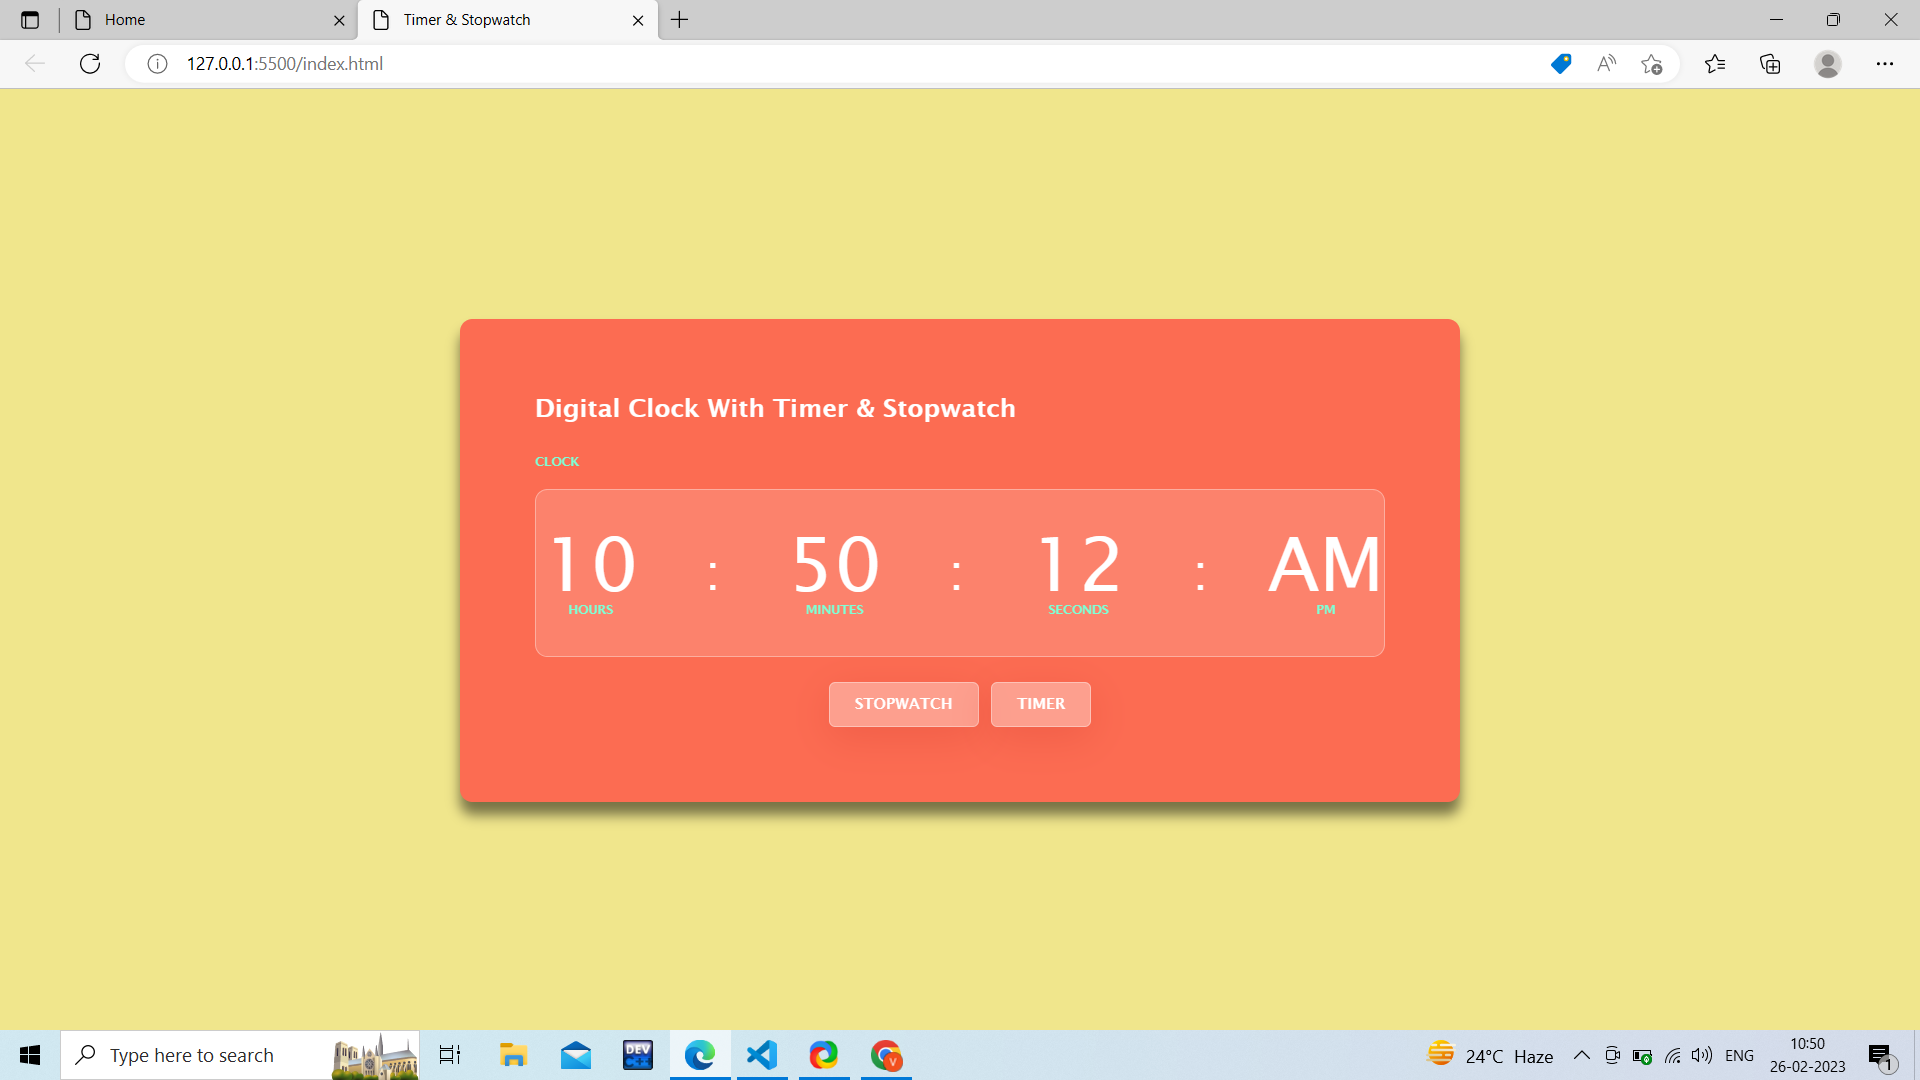 Home
Timer & Stopwatch
127.0.0.1:5500/index.html
Digital Clock With Timer & Stopwatch
CLOCK
10 : 50 : 12 : AM
HOURS MINUTES SECONDS PM
STOPWATCH TIMER
Type here to search
DEV C++
V
24°C Haze
ENG
10:50
26-02-2023
1